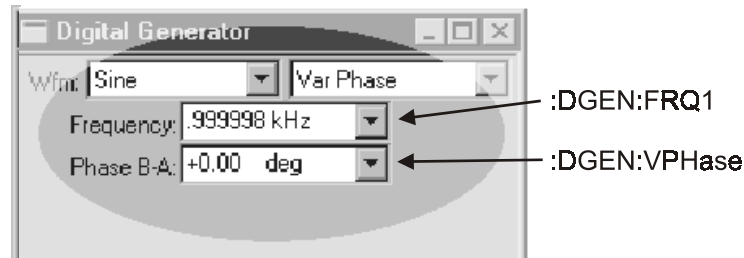 Digital Generator
Wfm: Sine Var Phase
Frequency: .999998 kHz :DGEN:FRQ1
Phase B-A: +0.00 deg :DGEN:VPHase